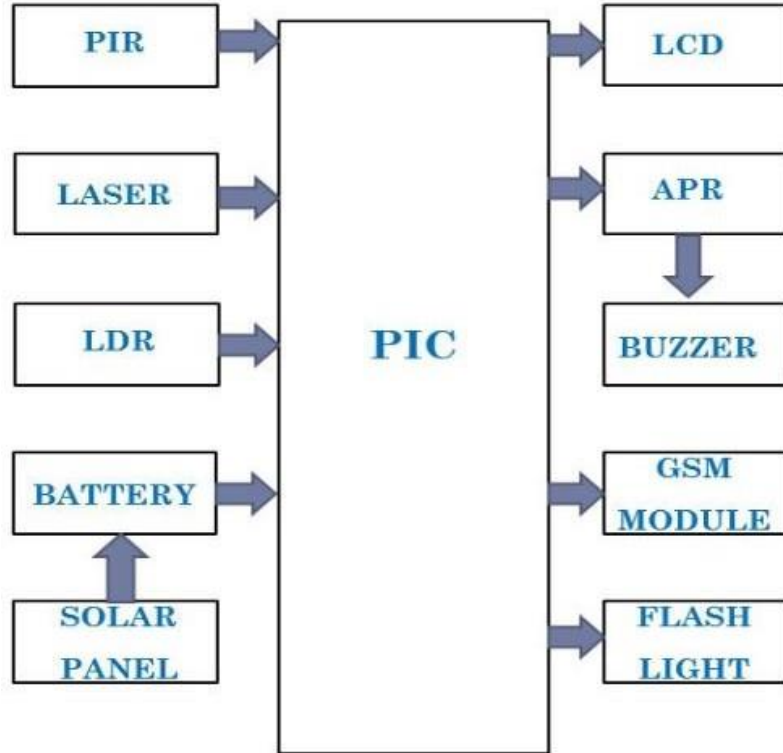 PIR
LASER
LDR
BATTERY
SOLAR
PANEL
PIC
LCD
APR
BUZZER
GSM
MODULE
FLASH
LIGHT